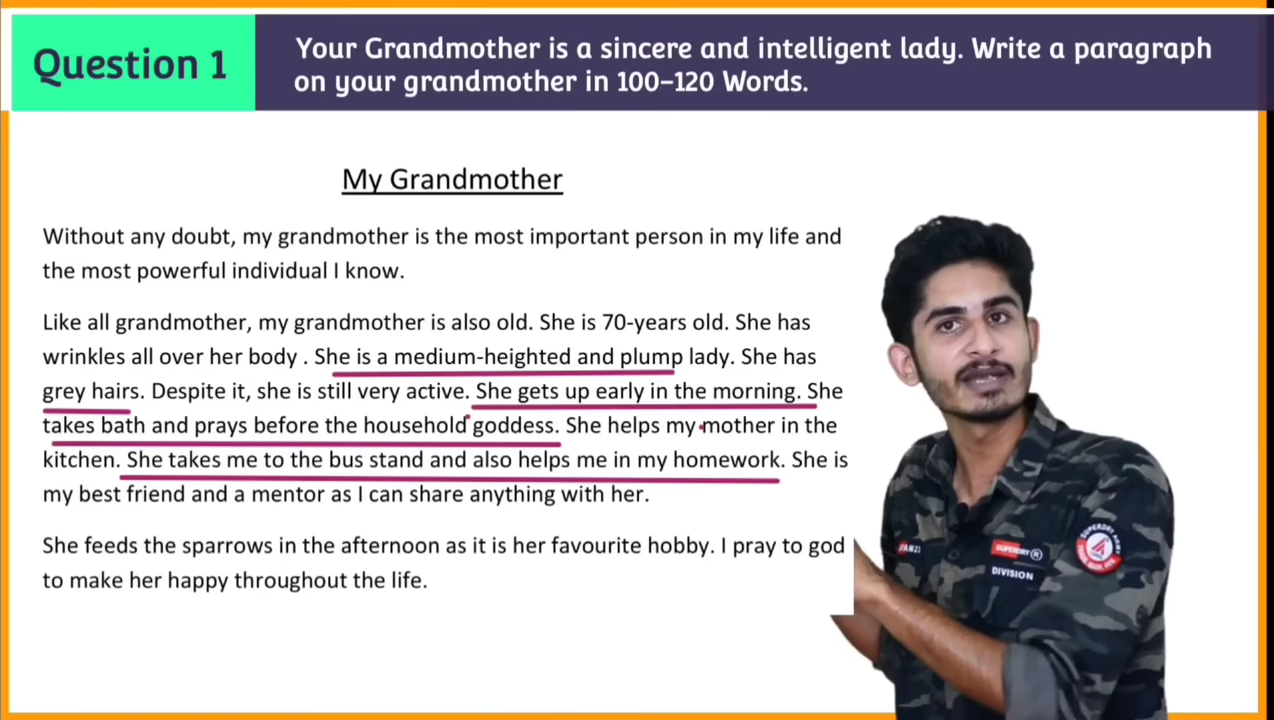 Question 1
Your Grandmother is a sincere and intelligent lady. Write a paragraph
on your grandmother in 100–120 Words.
My Grandmother
Without any doubt, my grandmother is the most important person in my life and
the most powerful individual I know.
Like all grandmother, my grandmother is also old. She is 70-years old. She has
wrinkles all over her body . She is a medium-heighted and plump lady. She has
grey hairs. Despite it, she is still very active. She gets up early in the morning. She
takes bath and prays before the household goddess. She helps my mother in the
kitchen. She takes me to the bus stand and also helps me in my homework. She is
my best friend and a mentor as I can share anything with her.
She feeds the sparrows in the afternoon as it is her favourite hobby. I pray to god
to make her happy throughout the life.
SUPERDRY
DIVISION